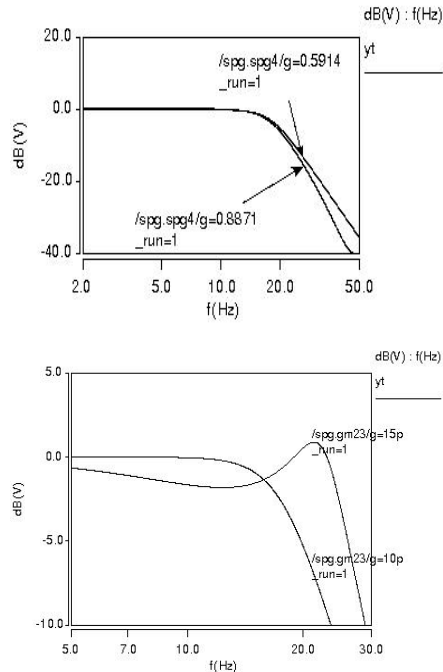 dB(V) : f(Hz)
yt
20.0
/spg.spg4/g=0.5914
_run=1
0.0
dB(V)
-20.0
/spg.spg4/g=0.8871
_run=1
-40.0
2.0 5.0 10.0 20.0 50.0
f(Hz)
dB(V) : f(Hz)
yt
5.0
/spg.gm23/g=15p
_run=1
0.0
dB(V)
-5.0
/spg.gm23/g=10p
_run=1
-10.0
5.0 7.0 10.0 20.0 30.0
f(Hz)